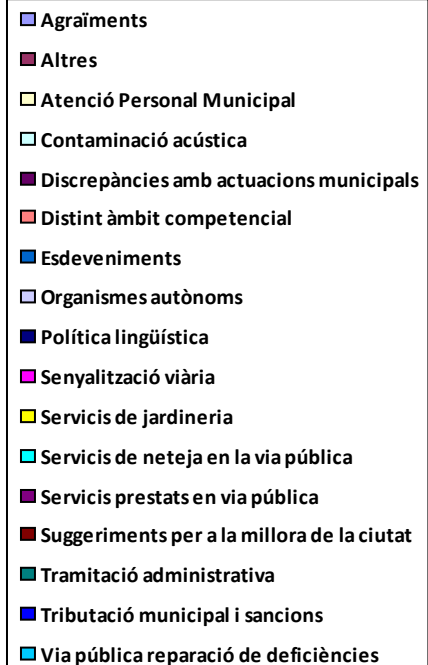 Agraïments
Altres
Atenció Personal Municipal
Contaminació acústica
Discrepàncies amb actuacions municipals
Distint àmbit competencial
Esdeveniments
Organismes autònoms
Política lingüística
Senyalització viària
Servicis de jardineria
Servicis de neteja en la via pública
Servicis prestats en via pública
Suggeriments per a la millora de la ciutat
Tramitació administrativa
Tributació municipal i sancions
Via pública reparació de deficiències